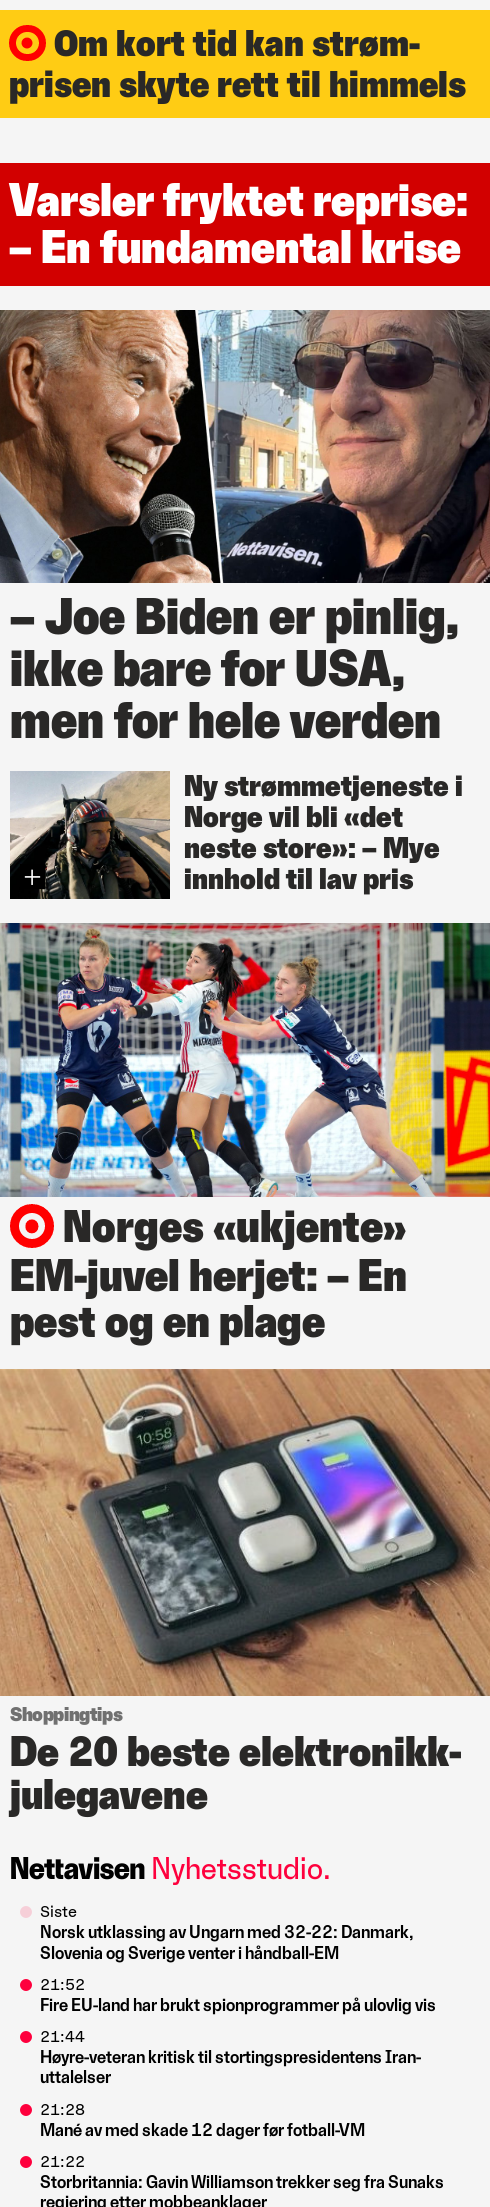 Om kort tid kan strøm-
prisen skyte rett til himmels
Varsler fryktet reprise:
– En fundamental krise
Nettavisen.
– Joe Biden er pinlig,
ikke bare for USA,
men for hele verden
Ny strømmetjeneste i
Norge vil bli «det
neste store»: – Mye
innhold til lav pris
Norges «ukjente»
EM-juvel herjet: – En
pest og en plage
10:58
Shoppingtips
De 20 beste elektronikk-
julegavene
Nettavisen Nyhetsstudio.
Siste
Norsk utklassing av Ungarn med 32-22: Danmark,
Slovenia og Sverige venter i håndball-EM
21:52
Fire EU-land har brukt spionprogrammer på ulovlig vis
21:44
Høyre-veteran kritisk til stortingspresidentens Iran-
uttalelser
21:28
Mané av med skade 12 dager før fotball-VM
21:22
Storbritannia: Gavin Williamson trekker seg fra Sunaks
regjering etter mobbeanklager